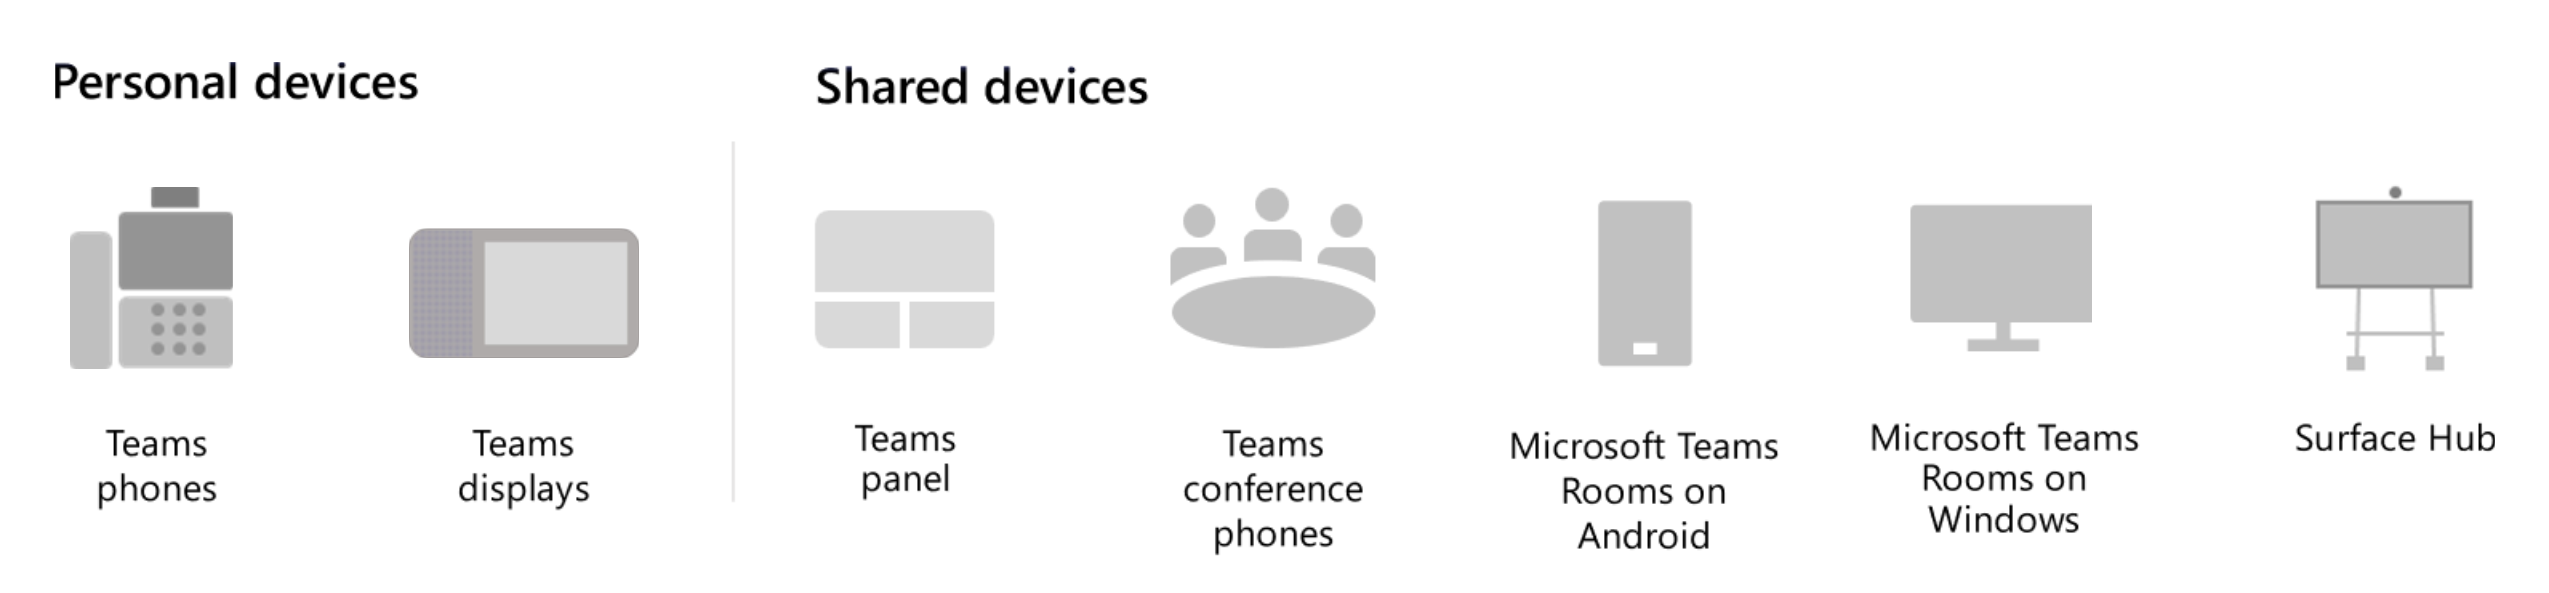 Personal devices
Shared devices
Teams
phones
Teams
displays
Teams
panel
Teams
conference
phones
Microsoft Teams
Rooms on
Android
Microsoft Teams
Rooms on
Windows
Surface Hub